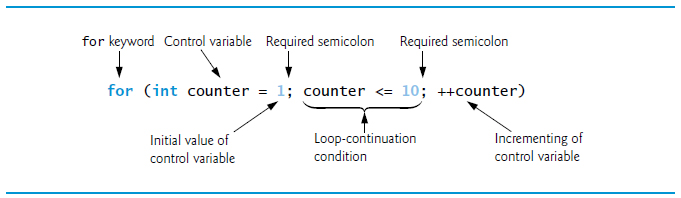 for keyword Control variable Required semicolon Required semicolon
for (int counter = 1; counter <= 10; ++counter)
Initial value of
control variable
Loop-continuation
condition
Incrementing of
control variable